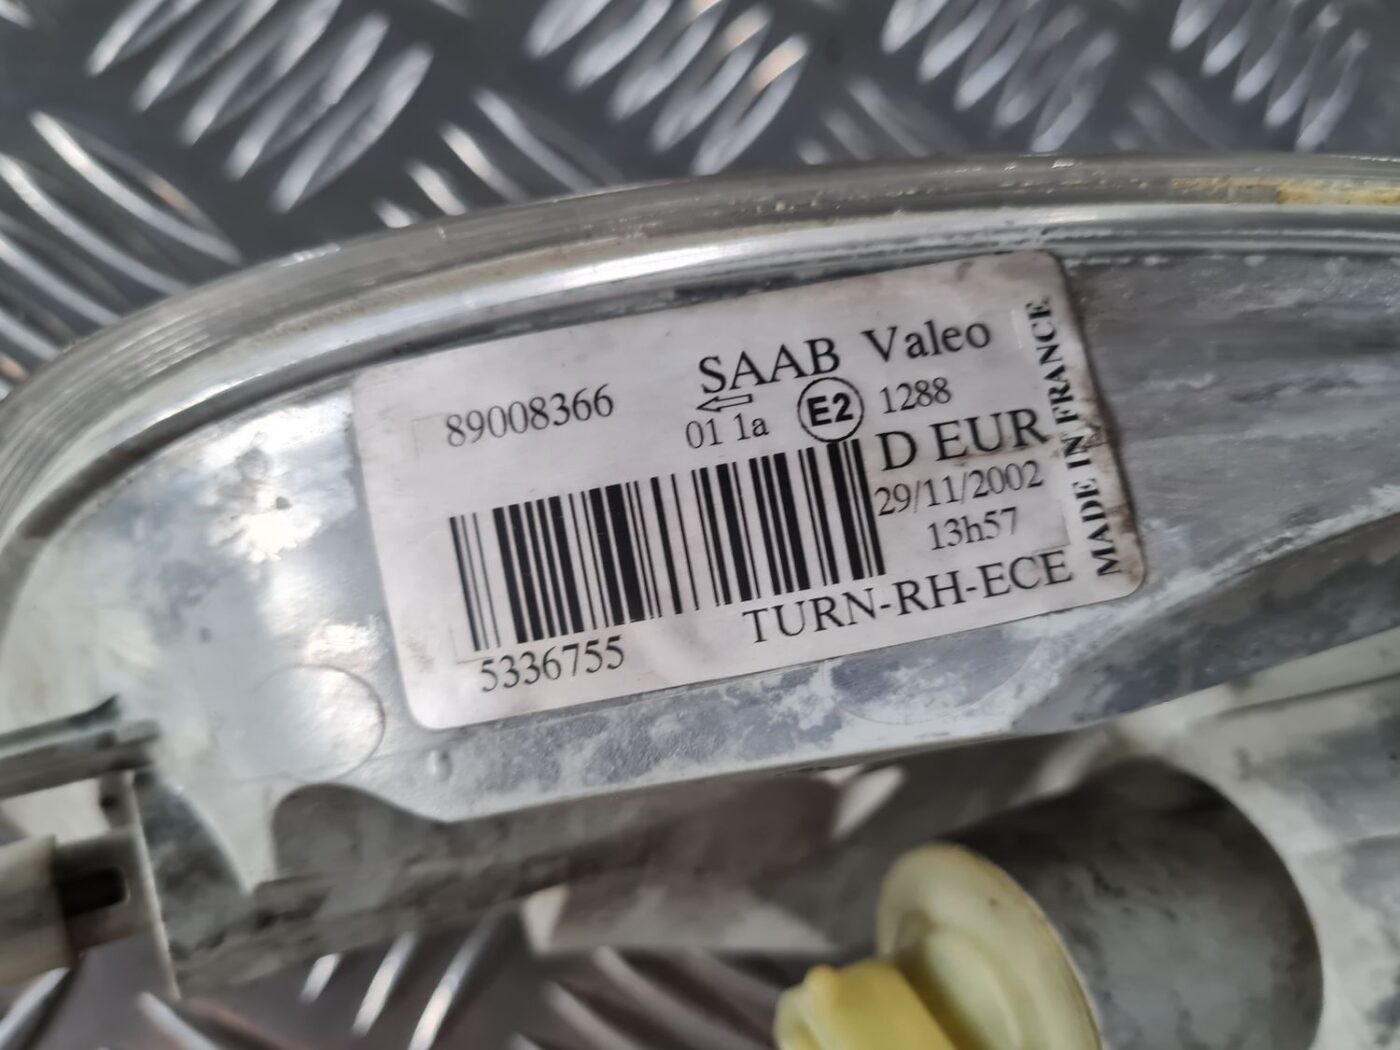 SAAB Valeo
89008366
01 1a E2 1288
D EUR
29/11/2002
13h57
TURN-RH-ECE
5336755
MADE IN FRANCE